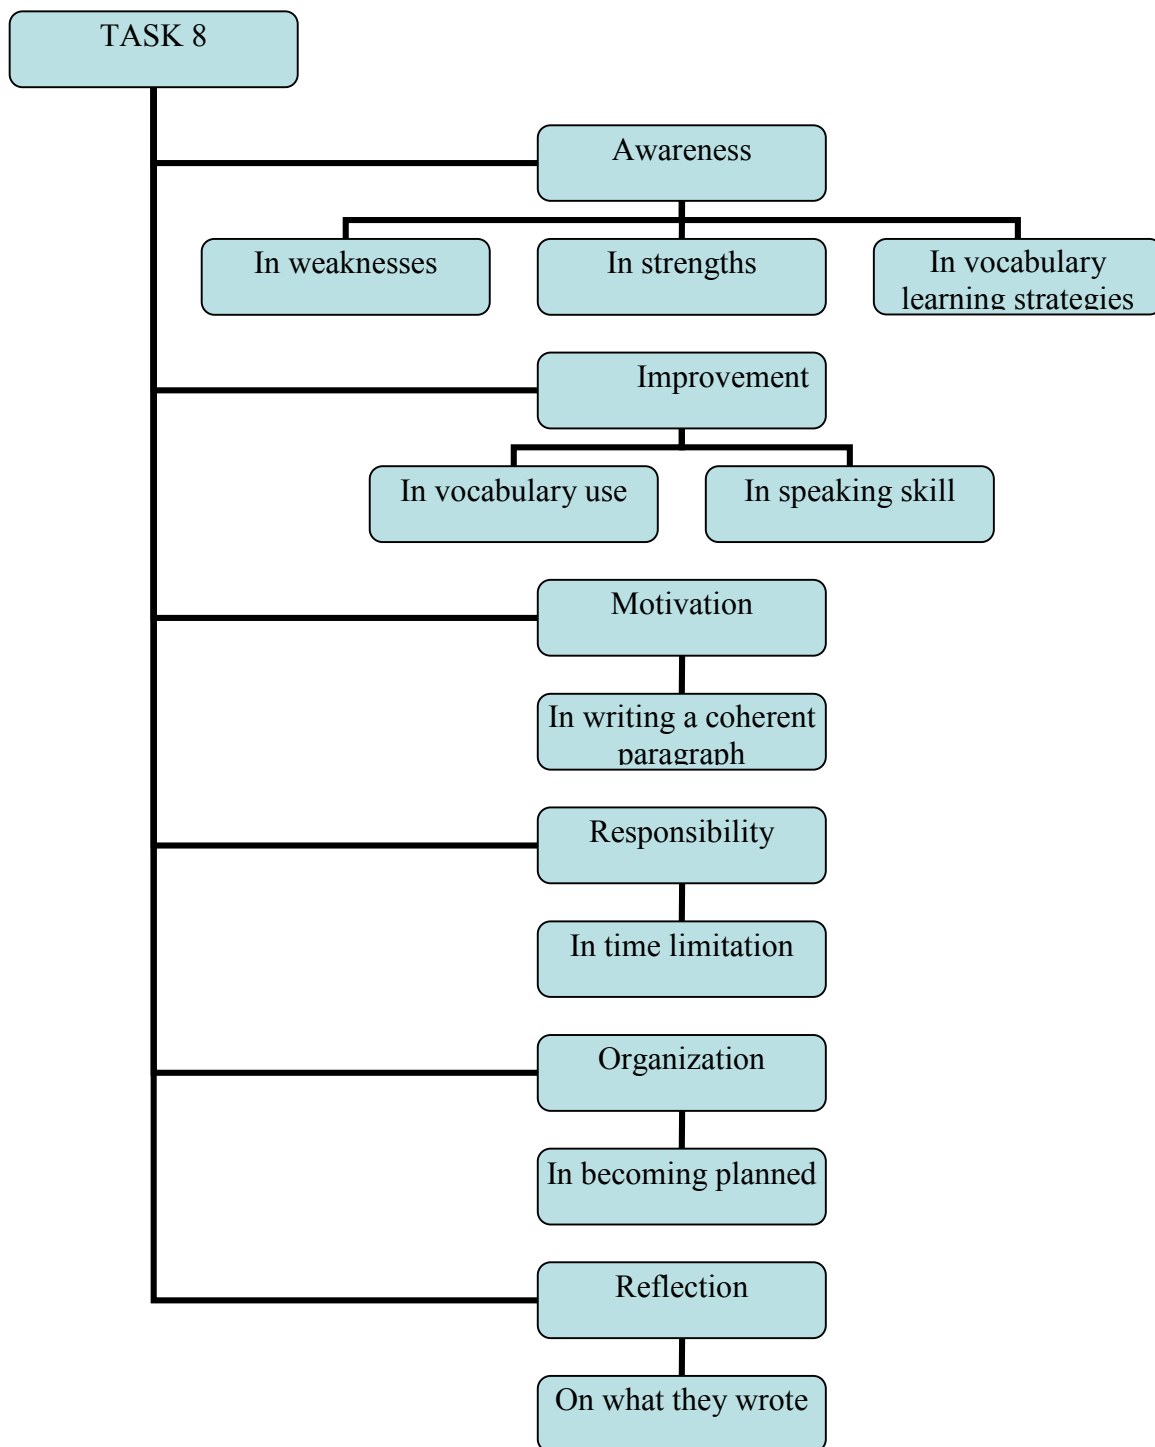 TASK 8
Awareness
In weaknesses
In strengths
In vocabulary
learning strategies
Improvement
In vocabulary use
In speaking skill
Motivation
In writing a coherent
paragraph
Responsibility
In time limitation
Organization
In becoming planned
Reflection
On what they wrote